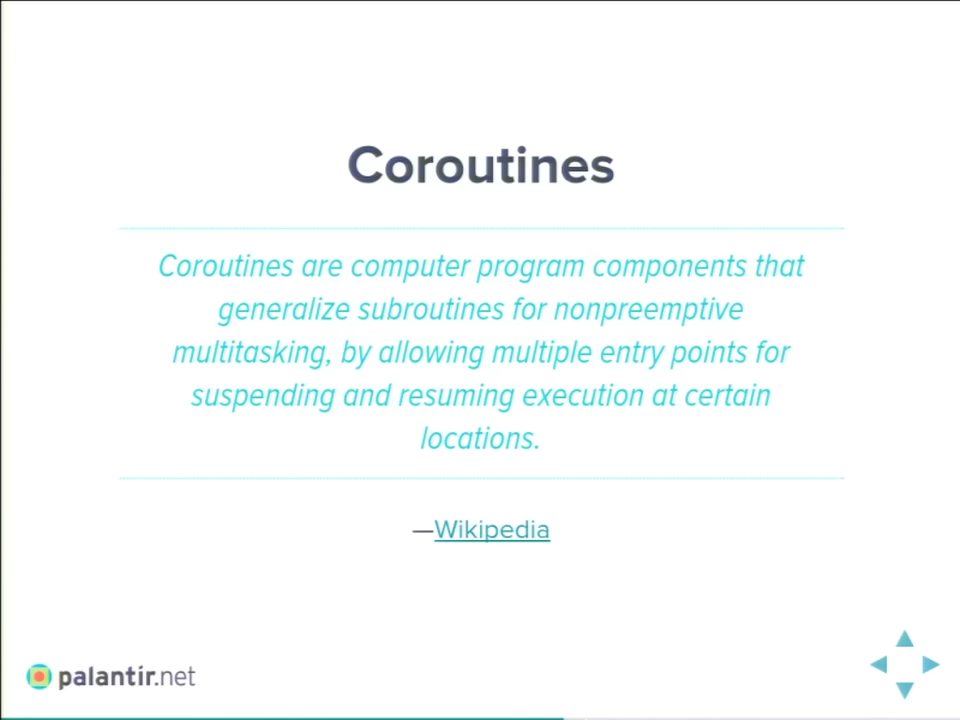 Coroutines
Coroutines are computer program components that
generalize subroutines for nonpreemptive
multitasking, by allowing multiple entry points for
suspending and resuming execution at certain
locations.
—Wikipedia
palantir.net